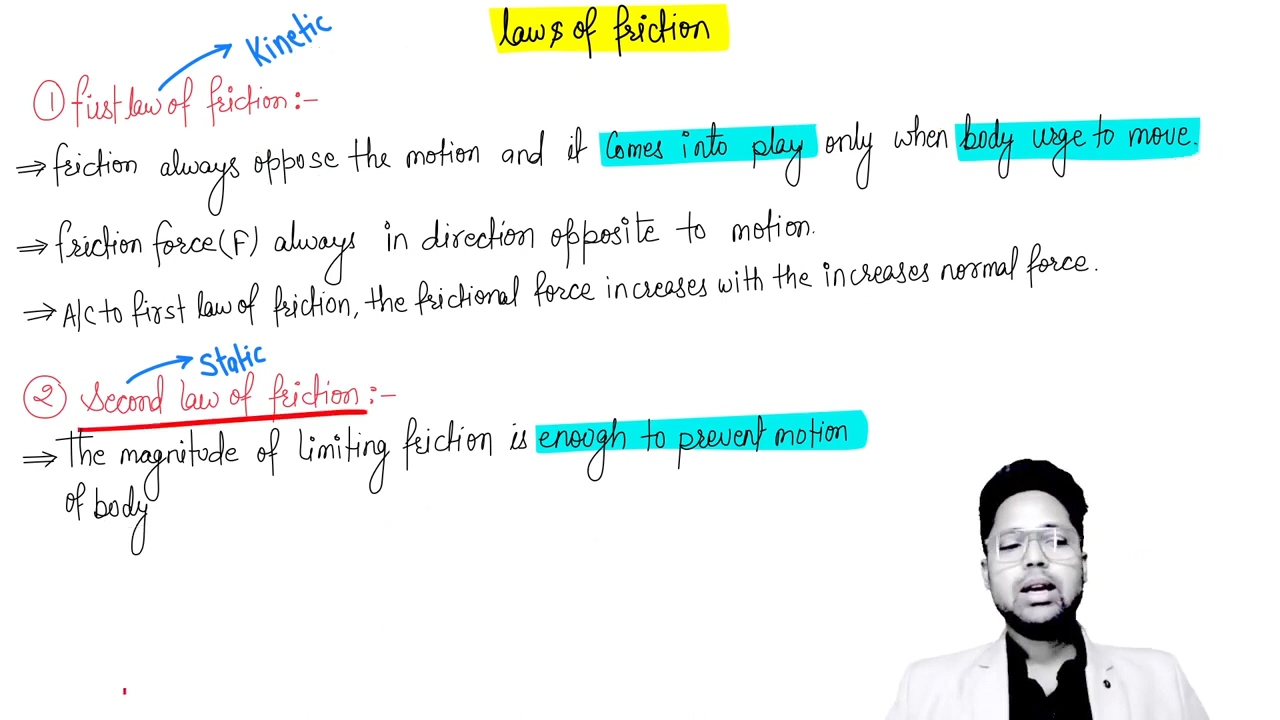 laws of friction
Kinetic
① first law of friction :-
⇒ friction always oppose the motion and it comes into play only when body urge to move.
⇒ friction force(F) always in direction opposite to motion.
⇒ A/c to first law of friction, the frictional force increases with the increases normal force.
Static
② Second law of friction :-
⇒ The magnitude of limiting friction is enough to prevent motion
of body